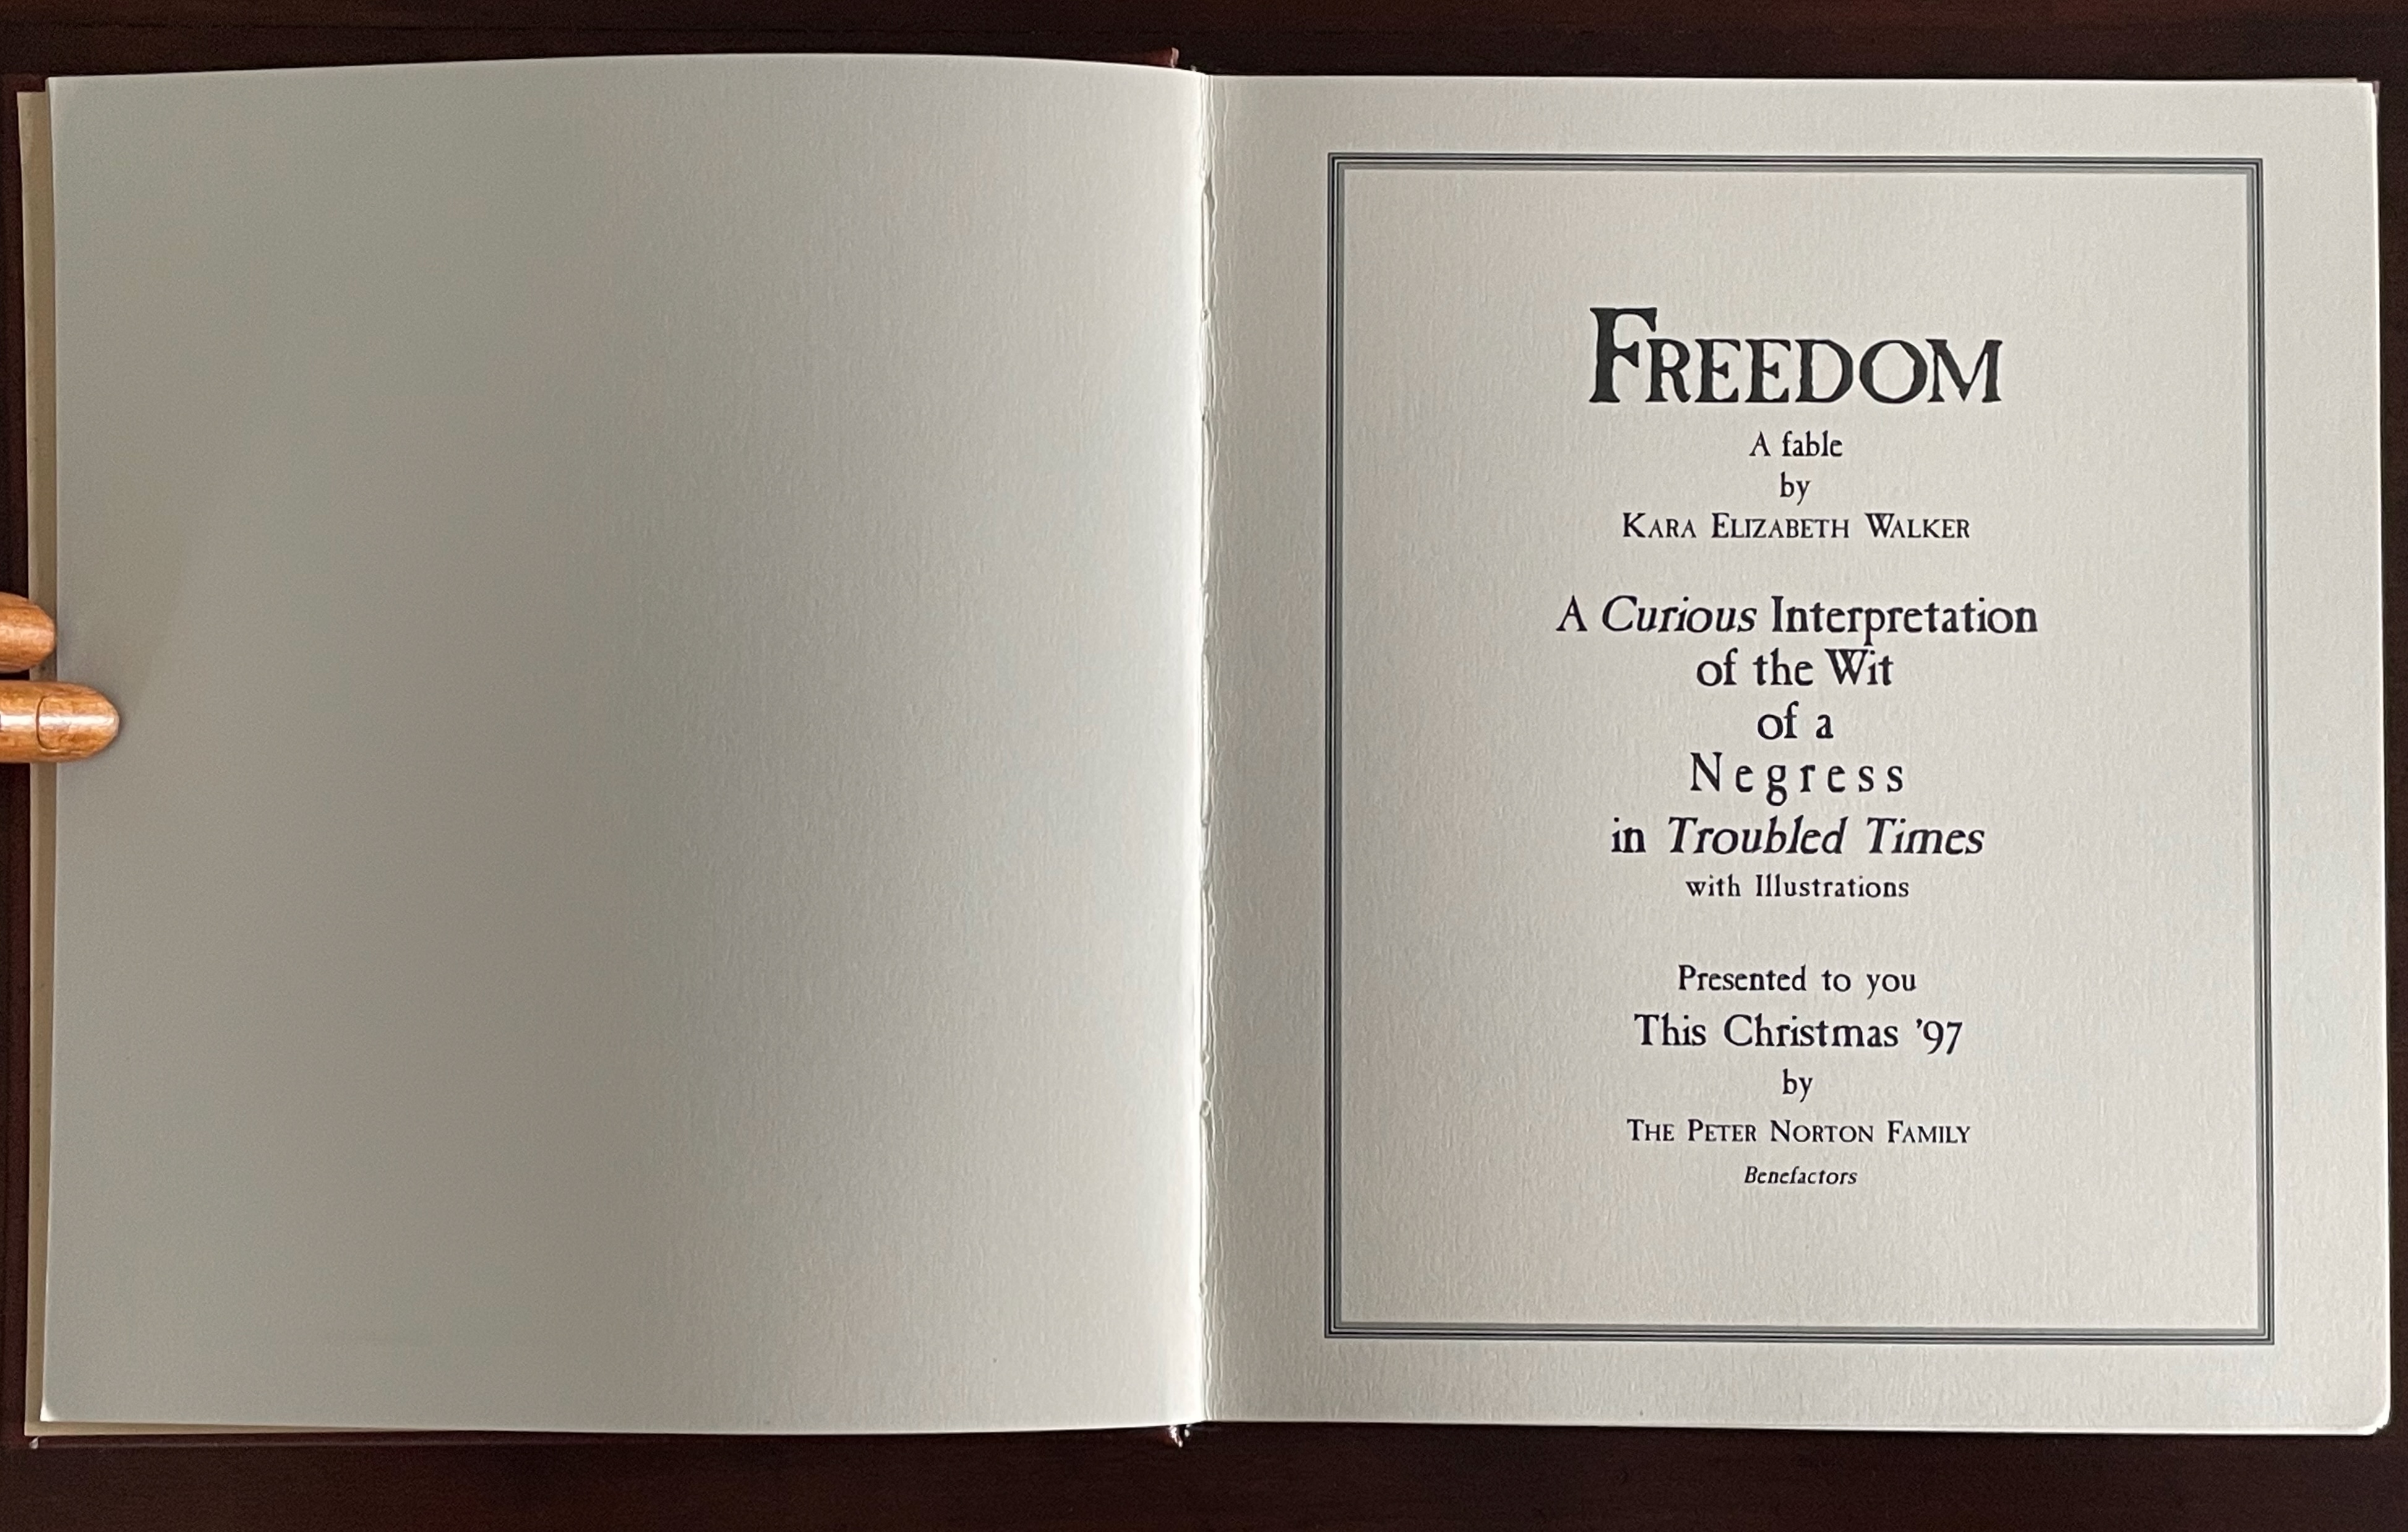 FREEDOM
A fable
by
KARA ELIZABETH WALKER
A Curious Interpretation
of the Wit
of a
Negress
in Troubled Times
with Illustrations
Presented to you
This Christmas ’97
by
THE PETER NORTON FAMILY
Benefactors